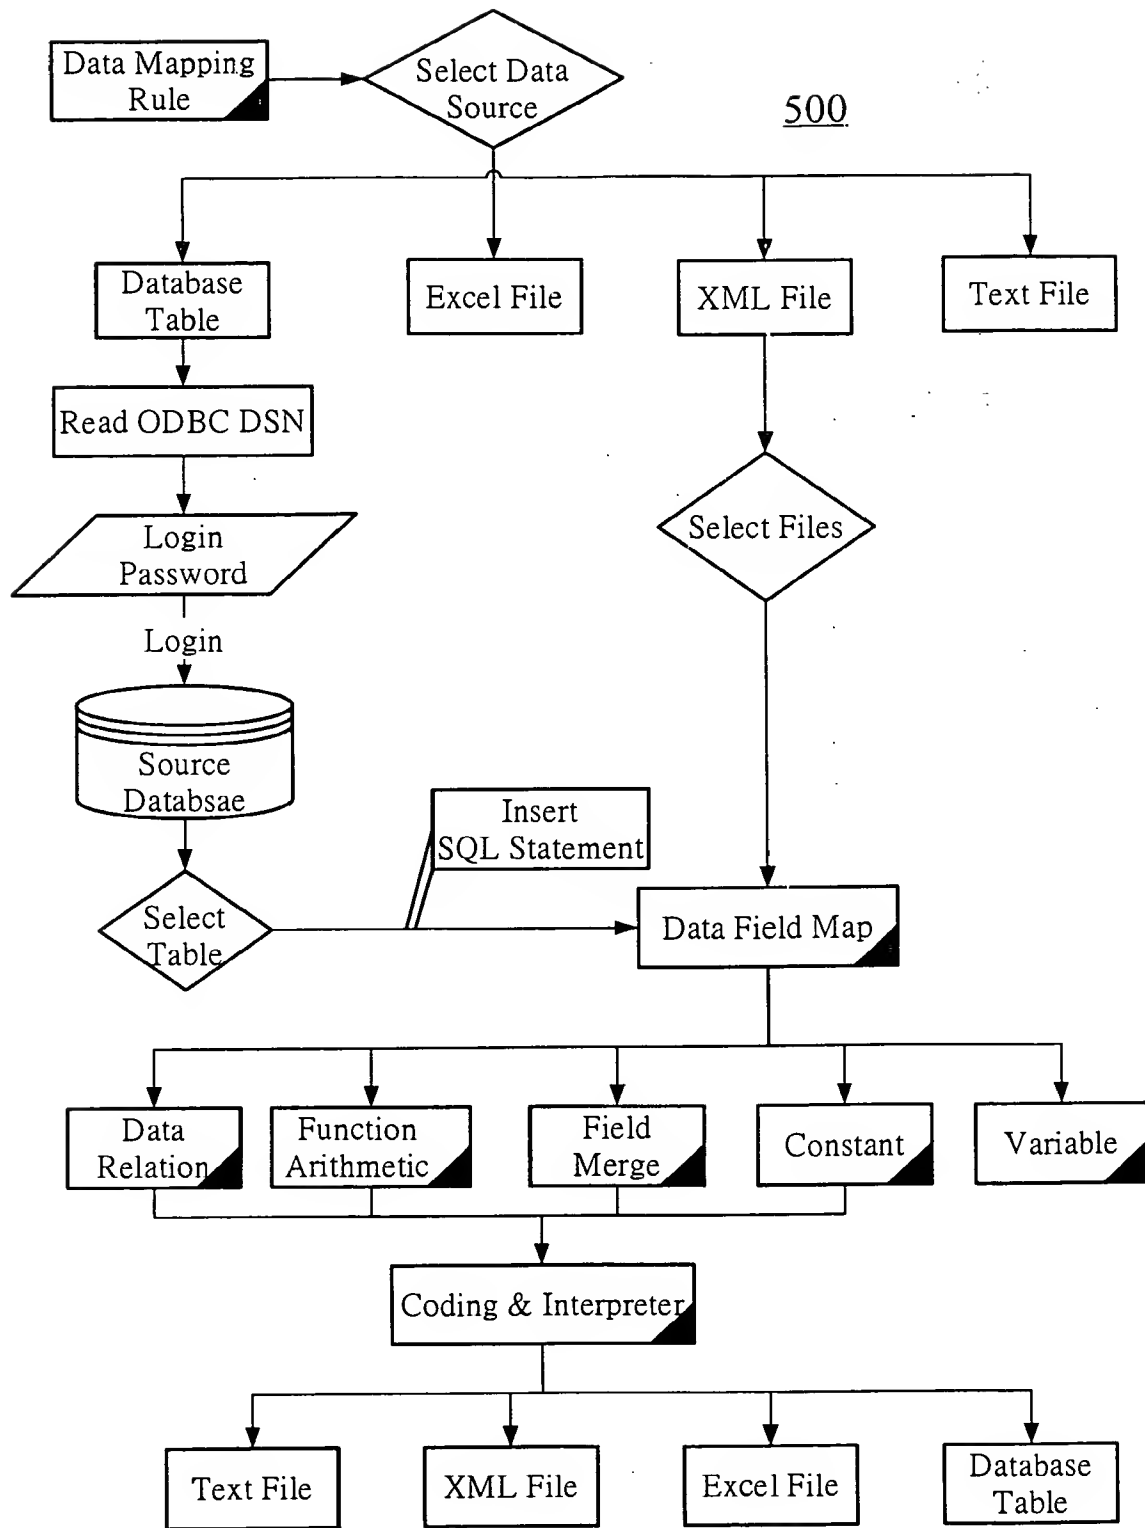 Data Mapping
Rule
Select Data
Source
500
Database
Table
Excel File
XML File
Text File
Read ODBC DSN
Select Files
Login
Password
Login
Source
Databsae
Insert
SQL Statement
Select
Table
Data Field Map
Data
Relation
Function
Arithmetic
Field
Merge
Constant
Variable
Coding & Interpreter
Text File
XML File
Excel File
Database
Table